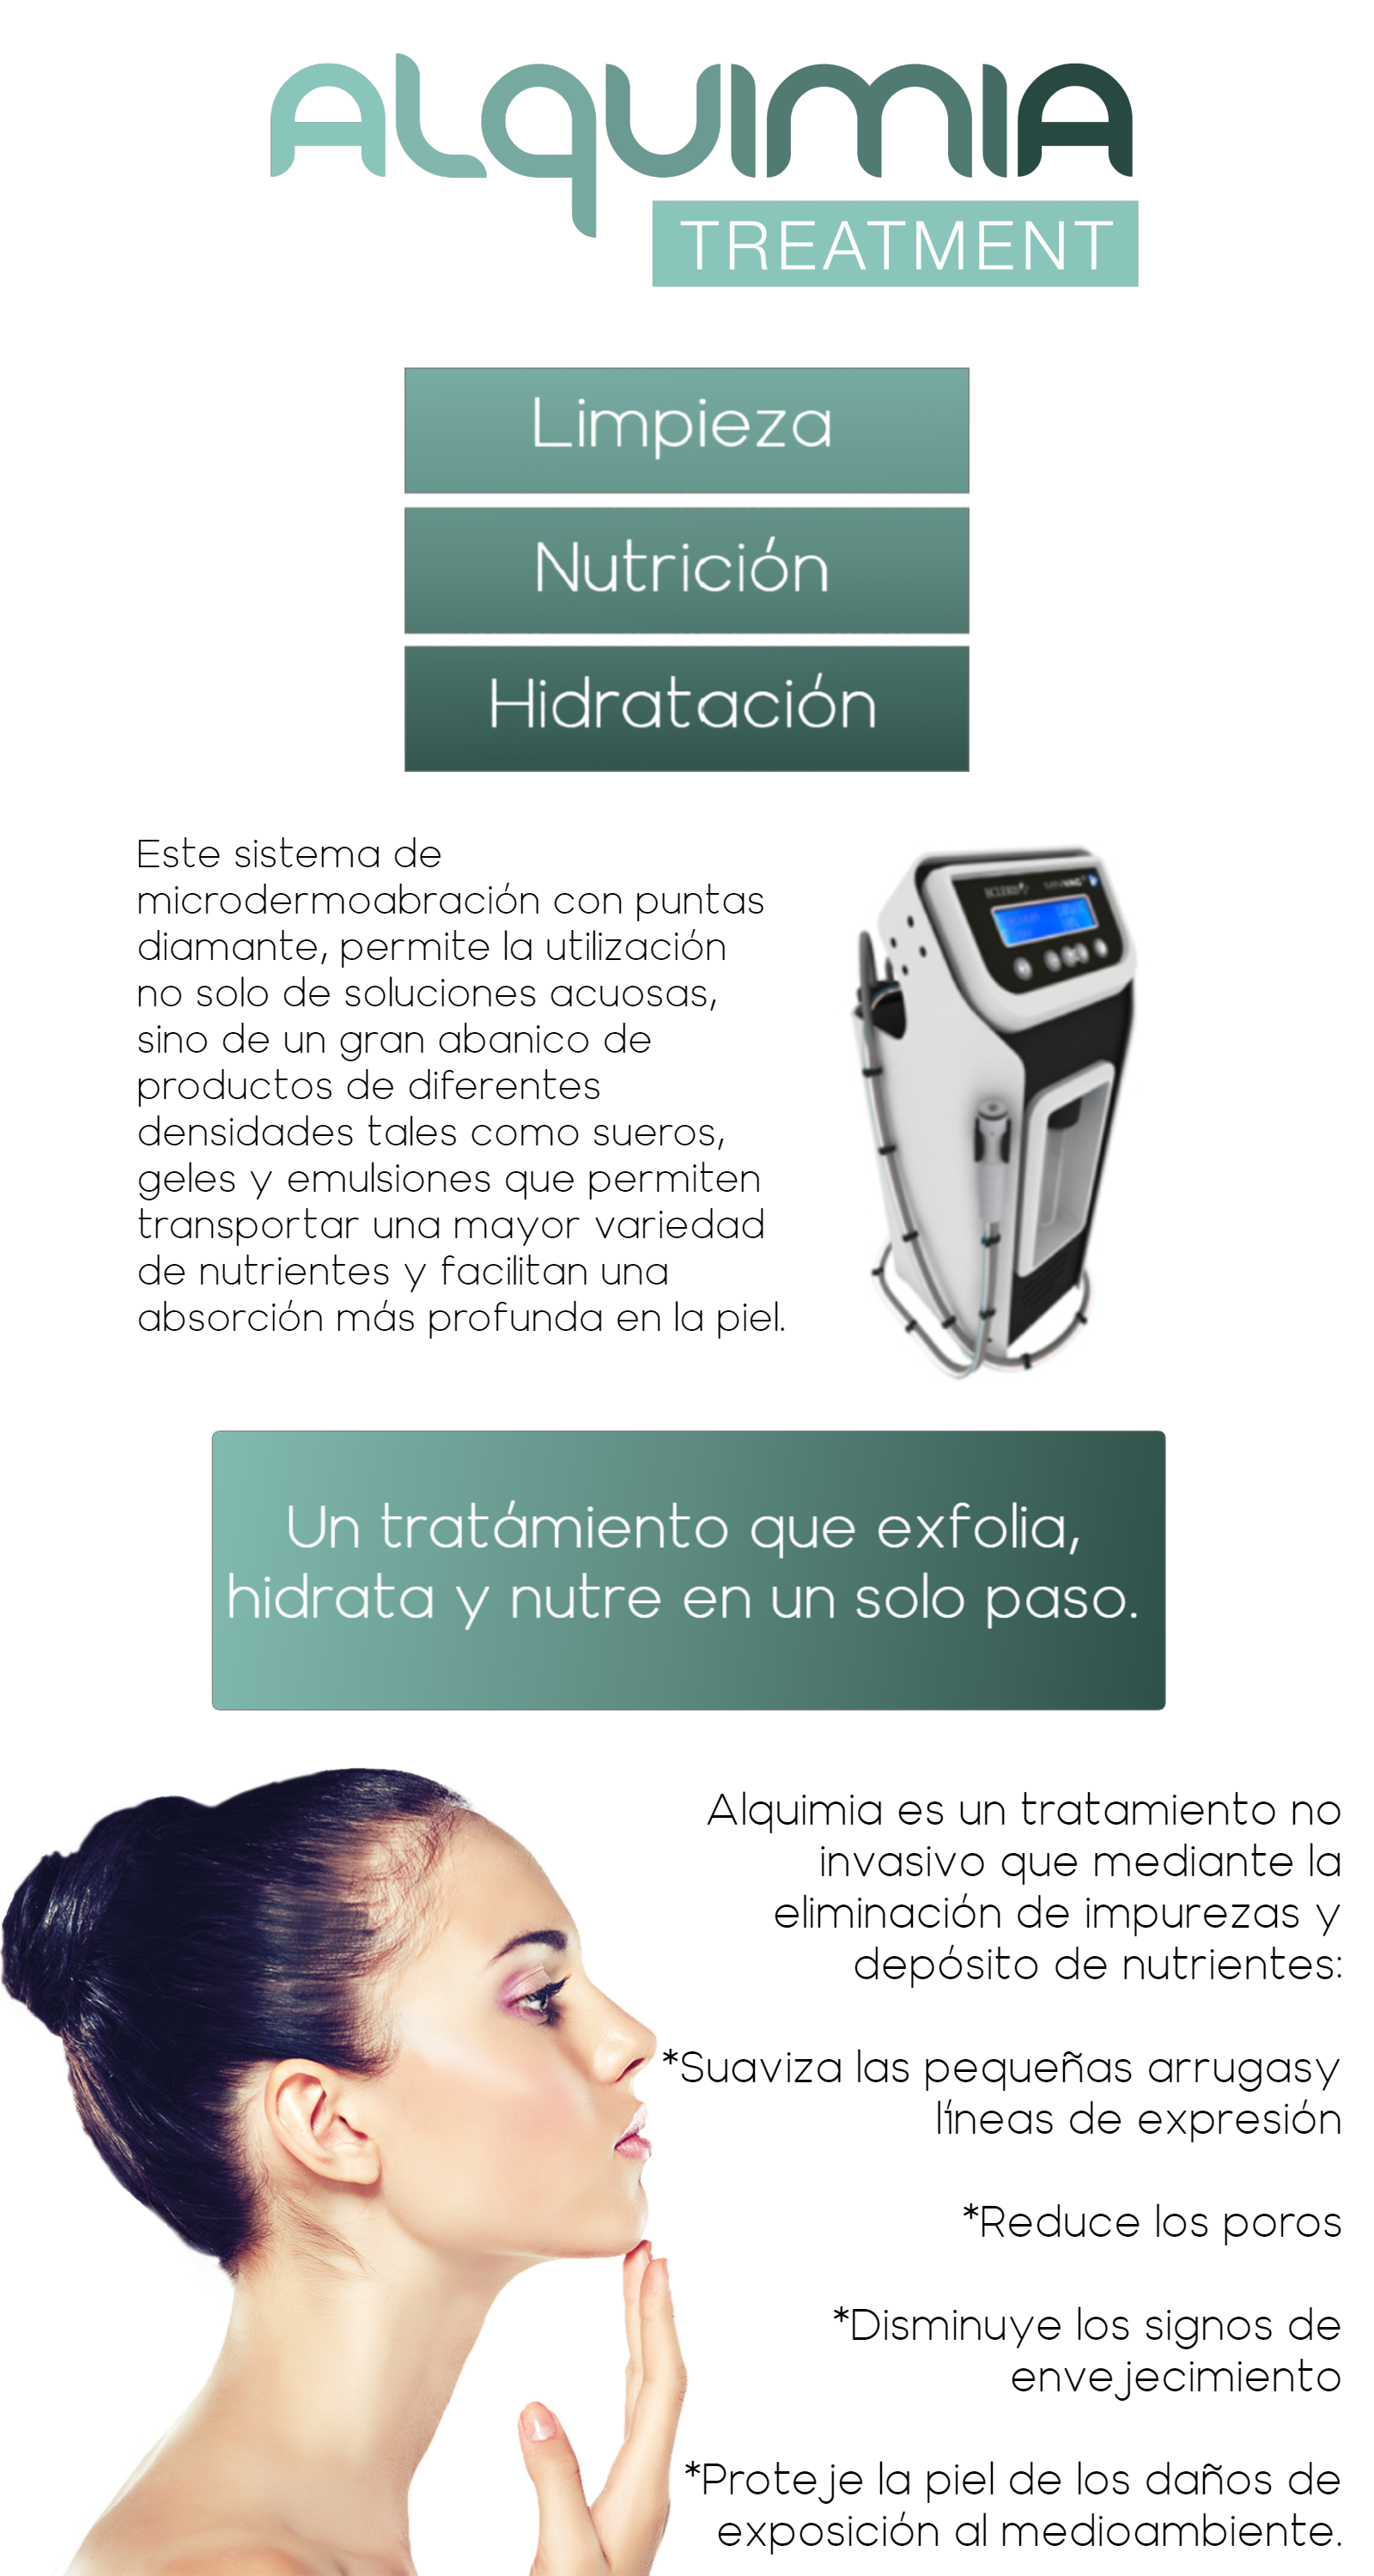 ALQUIMIA
TREATMENT
Limpieza
Nutrición
Hidratación
Este sistema de
microdermoabración con puntas
diamante, permite la utilización
no solo de soluciones acuosas,
sino de un gran abanico de
productos de diferentes
densidades tales como sueros,
geles y emulsiones que permiten
transportar una mayor variedad
de nutrientes y facilitan una
absorción más profunda en la piel.
Un tratámiento que exfolia,
hidrata y nutre en un solo paso.
Alquimia es un tratamiento no
invasivo que mediante la
eliminación de impurezas y
depósito de nutrientes:
*Suaviza las pequeñas arrugasy
líneas de expresión
*Reduce los poros
*Disminuye los signos de
envejecimiento
*Proteje la piel de los daños de
exposición al medioambiente.